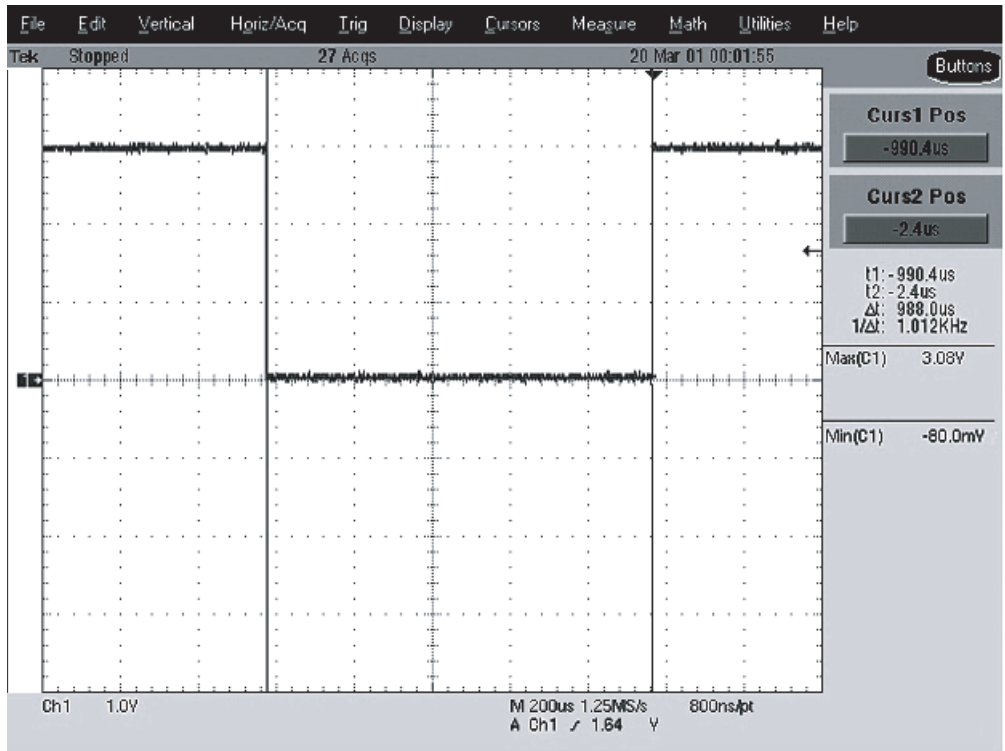 File Edit Vertical Horiz/Acq Trig Display Cursors Measure Math Utilities Help
Tek Stopped 27 Acqs 20 Mar 01 00:01:55
Buttons
Curs1 Pos
-990.4us
Curs2 Pos
-2.4us
t1: -990.4us
t2: -2.4us
Δt: 988.0us
1/Δt: 1.012KHz
Max(C1) 3.08V
Min(C1) -80.0mV
1
Ch1 1.0V M 200us 1.25MS/s 800ns/pt
A Ch1 / 1.64 V